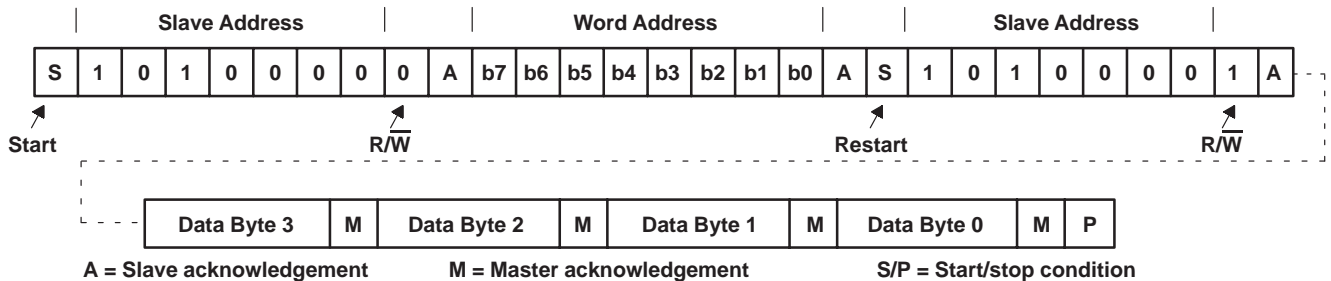 Slave Address Word Address Slave Address
S 1 0 1 0 0 0 0 0 A b7 b6 b5 b4 b3 b2 b1 b0 A S 1 0 1 0 0 0 0 1 A
Start R/W̅ Restart R/W̅
Data Byte 3 M Data Byte 2 M Data Byte 1 M Data Byte 0 M P
A = Slave acknowledgement M = Master acknowledgement S/P = Start/stop condition